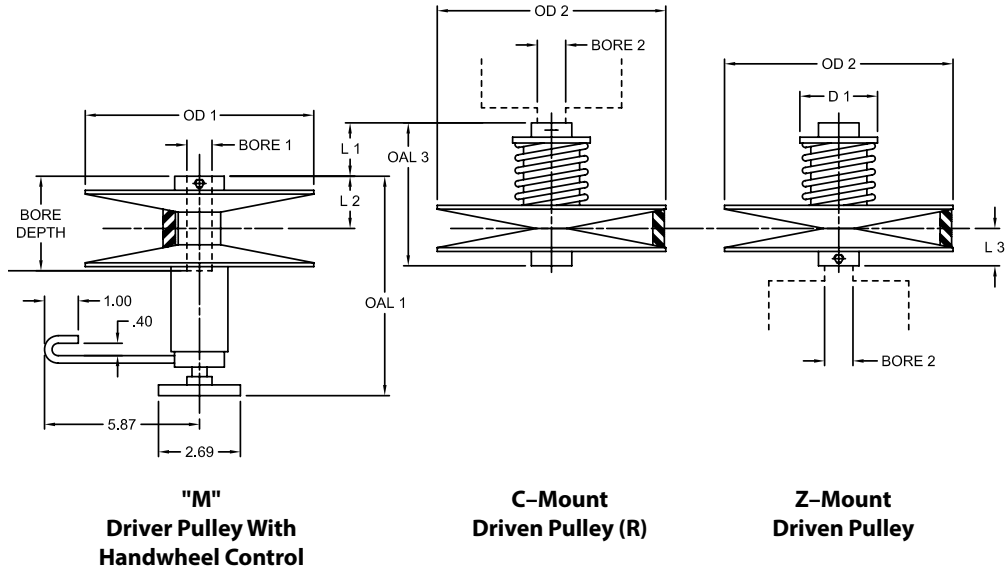 OD 2
BORE 2
OD 2
D 1
OD 1
BORE 1
L 1
OAL 3
L 2
BORE
DEPTH
L 3
OAL 1
1.00
.40
BORE 2
5.87
2.69
"M"
Driver Pulley With
Handwheel Control
C–Mount
Driven Pulley (R)
Z–Mount
Driven Pulley